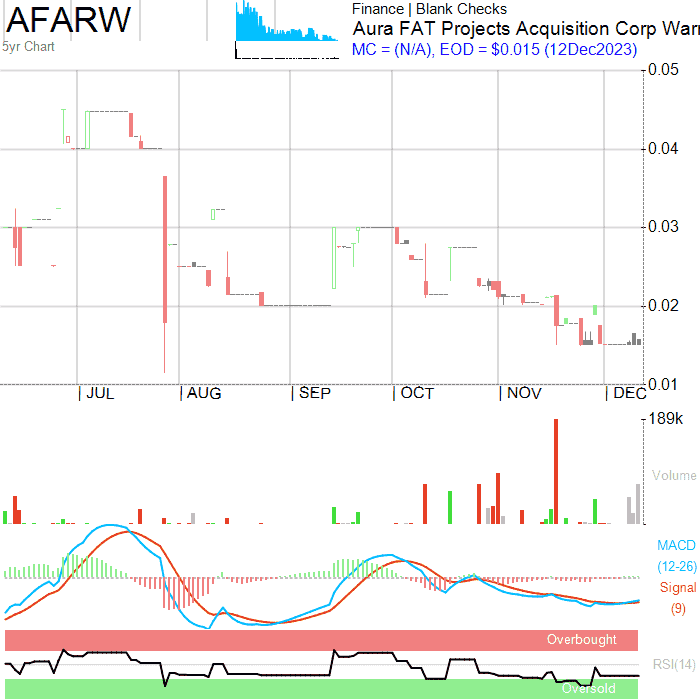 AFARW
5yr Chart
Finance | Blank Checks
Aura FAT Projects Acquisition Corp Warr
MC = (N/A), EOD = $0.015 (12Dec2023)
0.05
0.04
0.03
0.02
0.01
| JUL | AUG | SEP | OCT | NOV | DEC
189k
Volume
MACD
(12-26)
Signal
(9)
Overbought
RSI(14)
Oversold